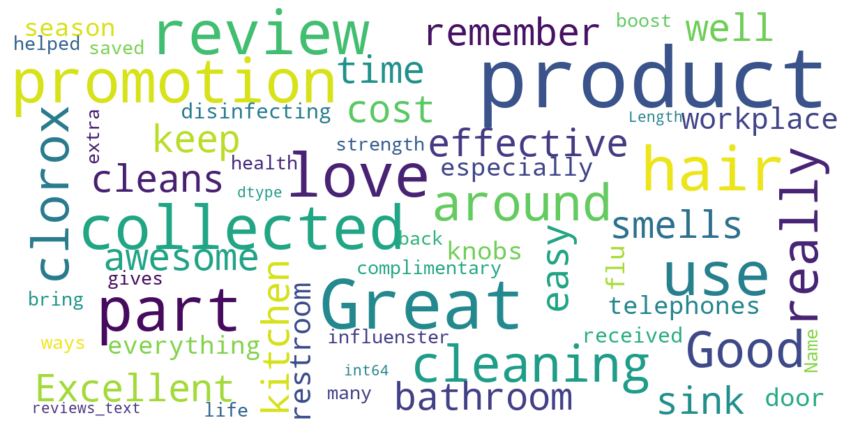 season
helped
saved
review
remember
boost
well
promotion
time
product
disinfecting
cost
Length
workplace
clorox
extra
keep
strength
effective
cleans
health
love
especially
hair
really
dtype
around
collected
back
smells
awesome
knobs
easy
flu
use
gives
complimentary
bring
part
kitchen
restroom
Great
telephones
ways
everything
influenster
received
Good
Name
cleaning
int64
Excellent
many
bathroom
sink
door
reviews_text
life